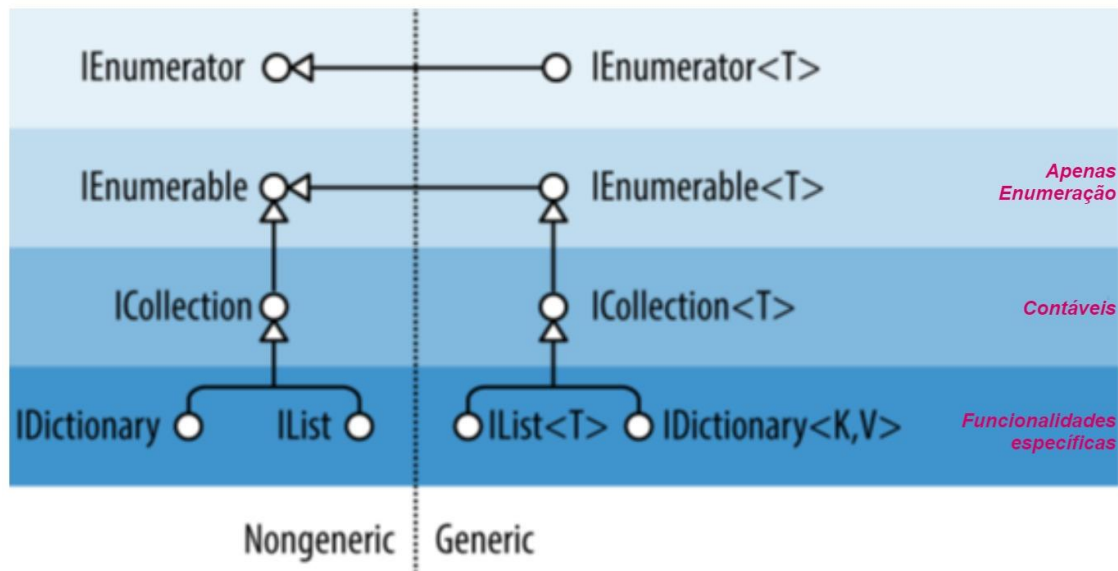 IEnumerator IEnumerator<T>
IEnumerable IEnumerable<T> Apenas
Enumeração
ICollection ICollection<T> Contáveis
IDictionary IList IList<T> IDictionary<K,V> Funcionalidades
específicas
Nongeneric Generic